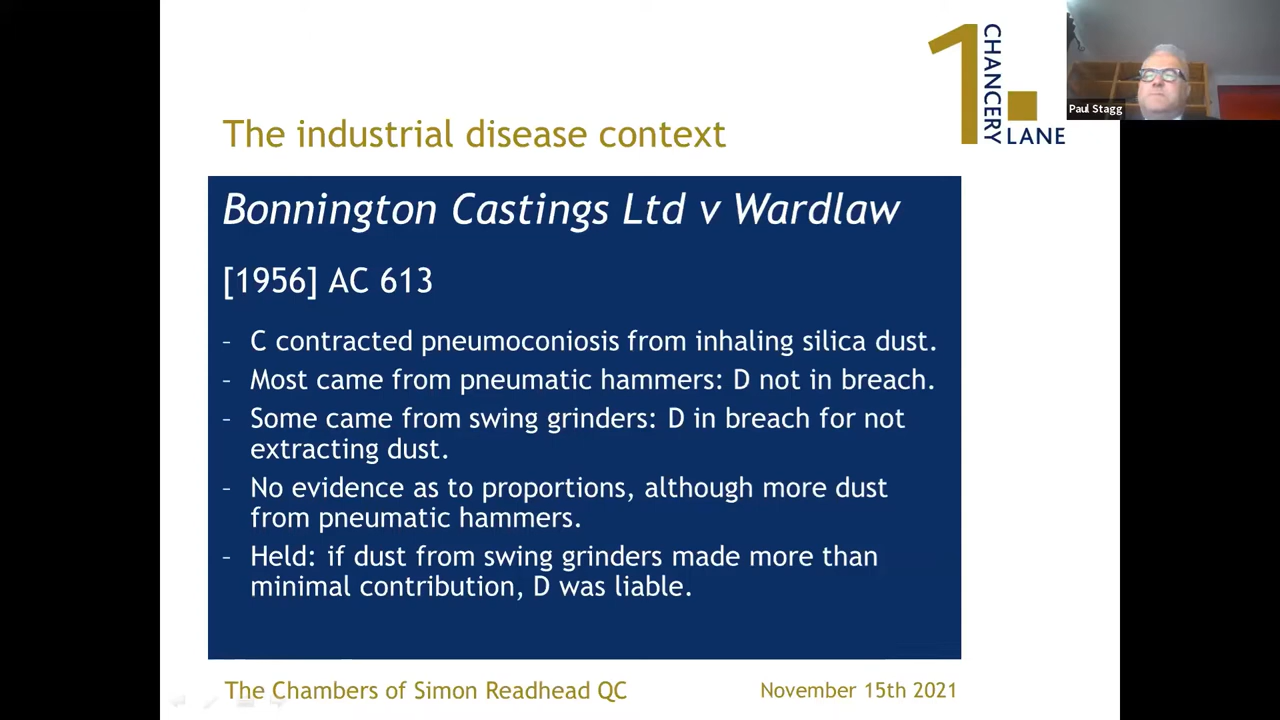 1 CHANCERY LANE
Paul Stagg
The industrial disease context
Bonnington Castings Ltd v Wardlaw
[1956] AC 613
- C contracted pneumoconiosis from inhaling silica dust.
- Most came from pneumatic hammers: D not in breach.
- Some came from swing grinders: D in breach for not
extracting dust.
- No evidence as to proportions, although more dust
from pneumatic hammers.
- Held: if dust from swing grinders made more than
minimal contribution, D was liable.
The Chambers of Simon Readhead QC
November 15th 2021